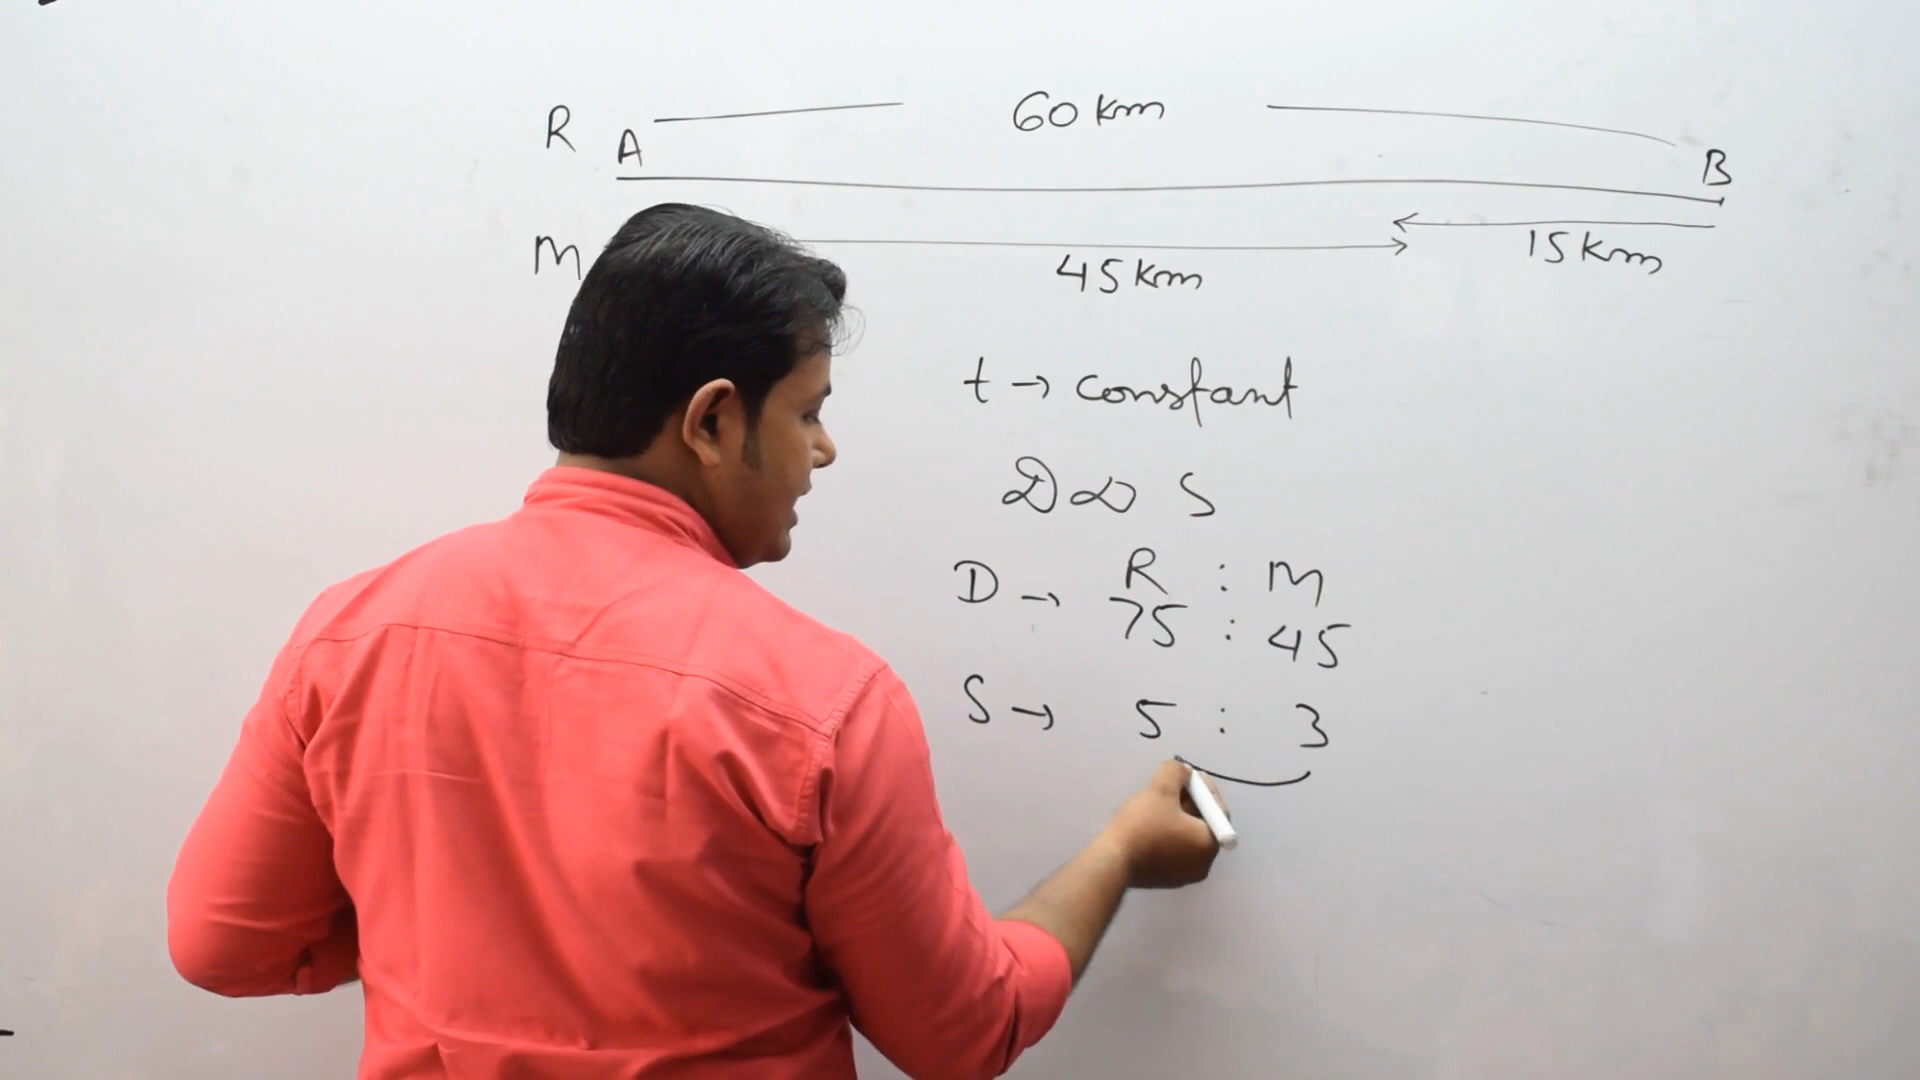 R A 60 km B
M 45 km 15 km
t → constant
D ∝ S
D → R : M
75 : 45
S → 5 : 3